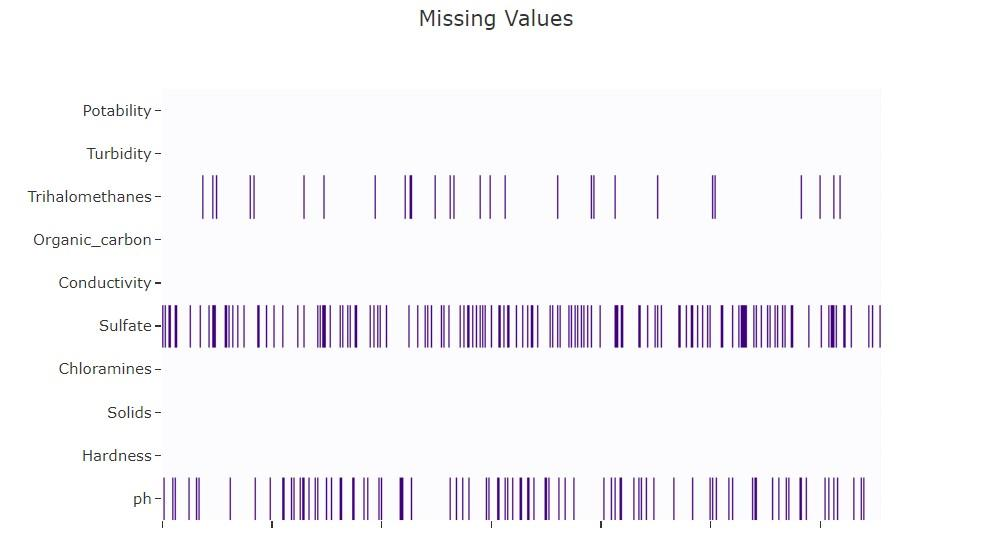 Missing Values
Potability
Turbidity
Trihalomethanes
Organic_carbon
Conductivity
Sulfate
Chloramines
Solids
Hardness
ph